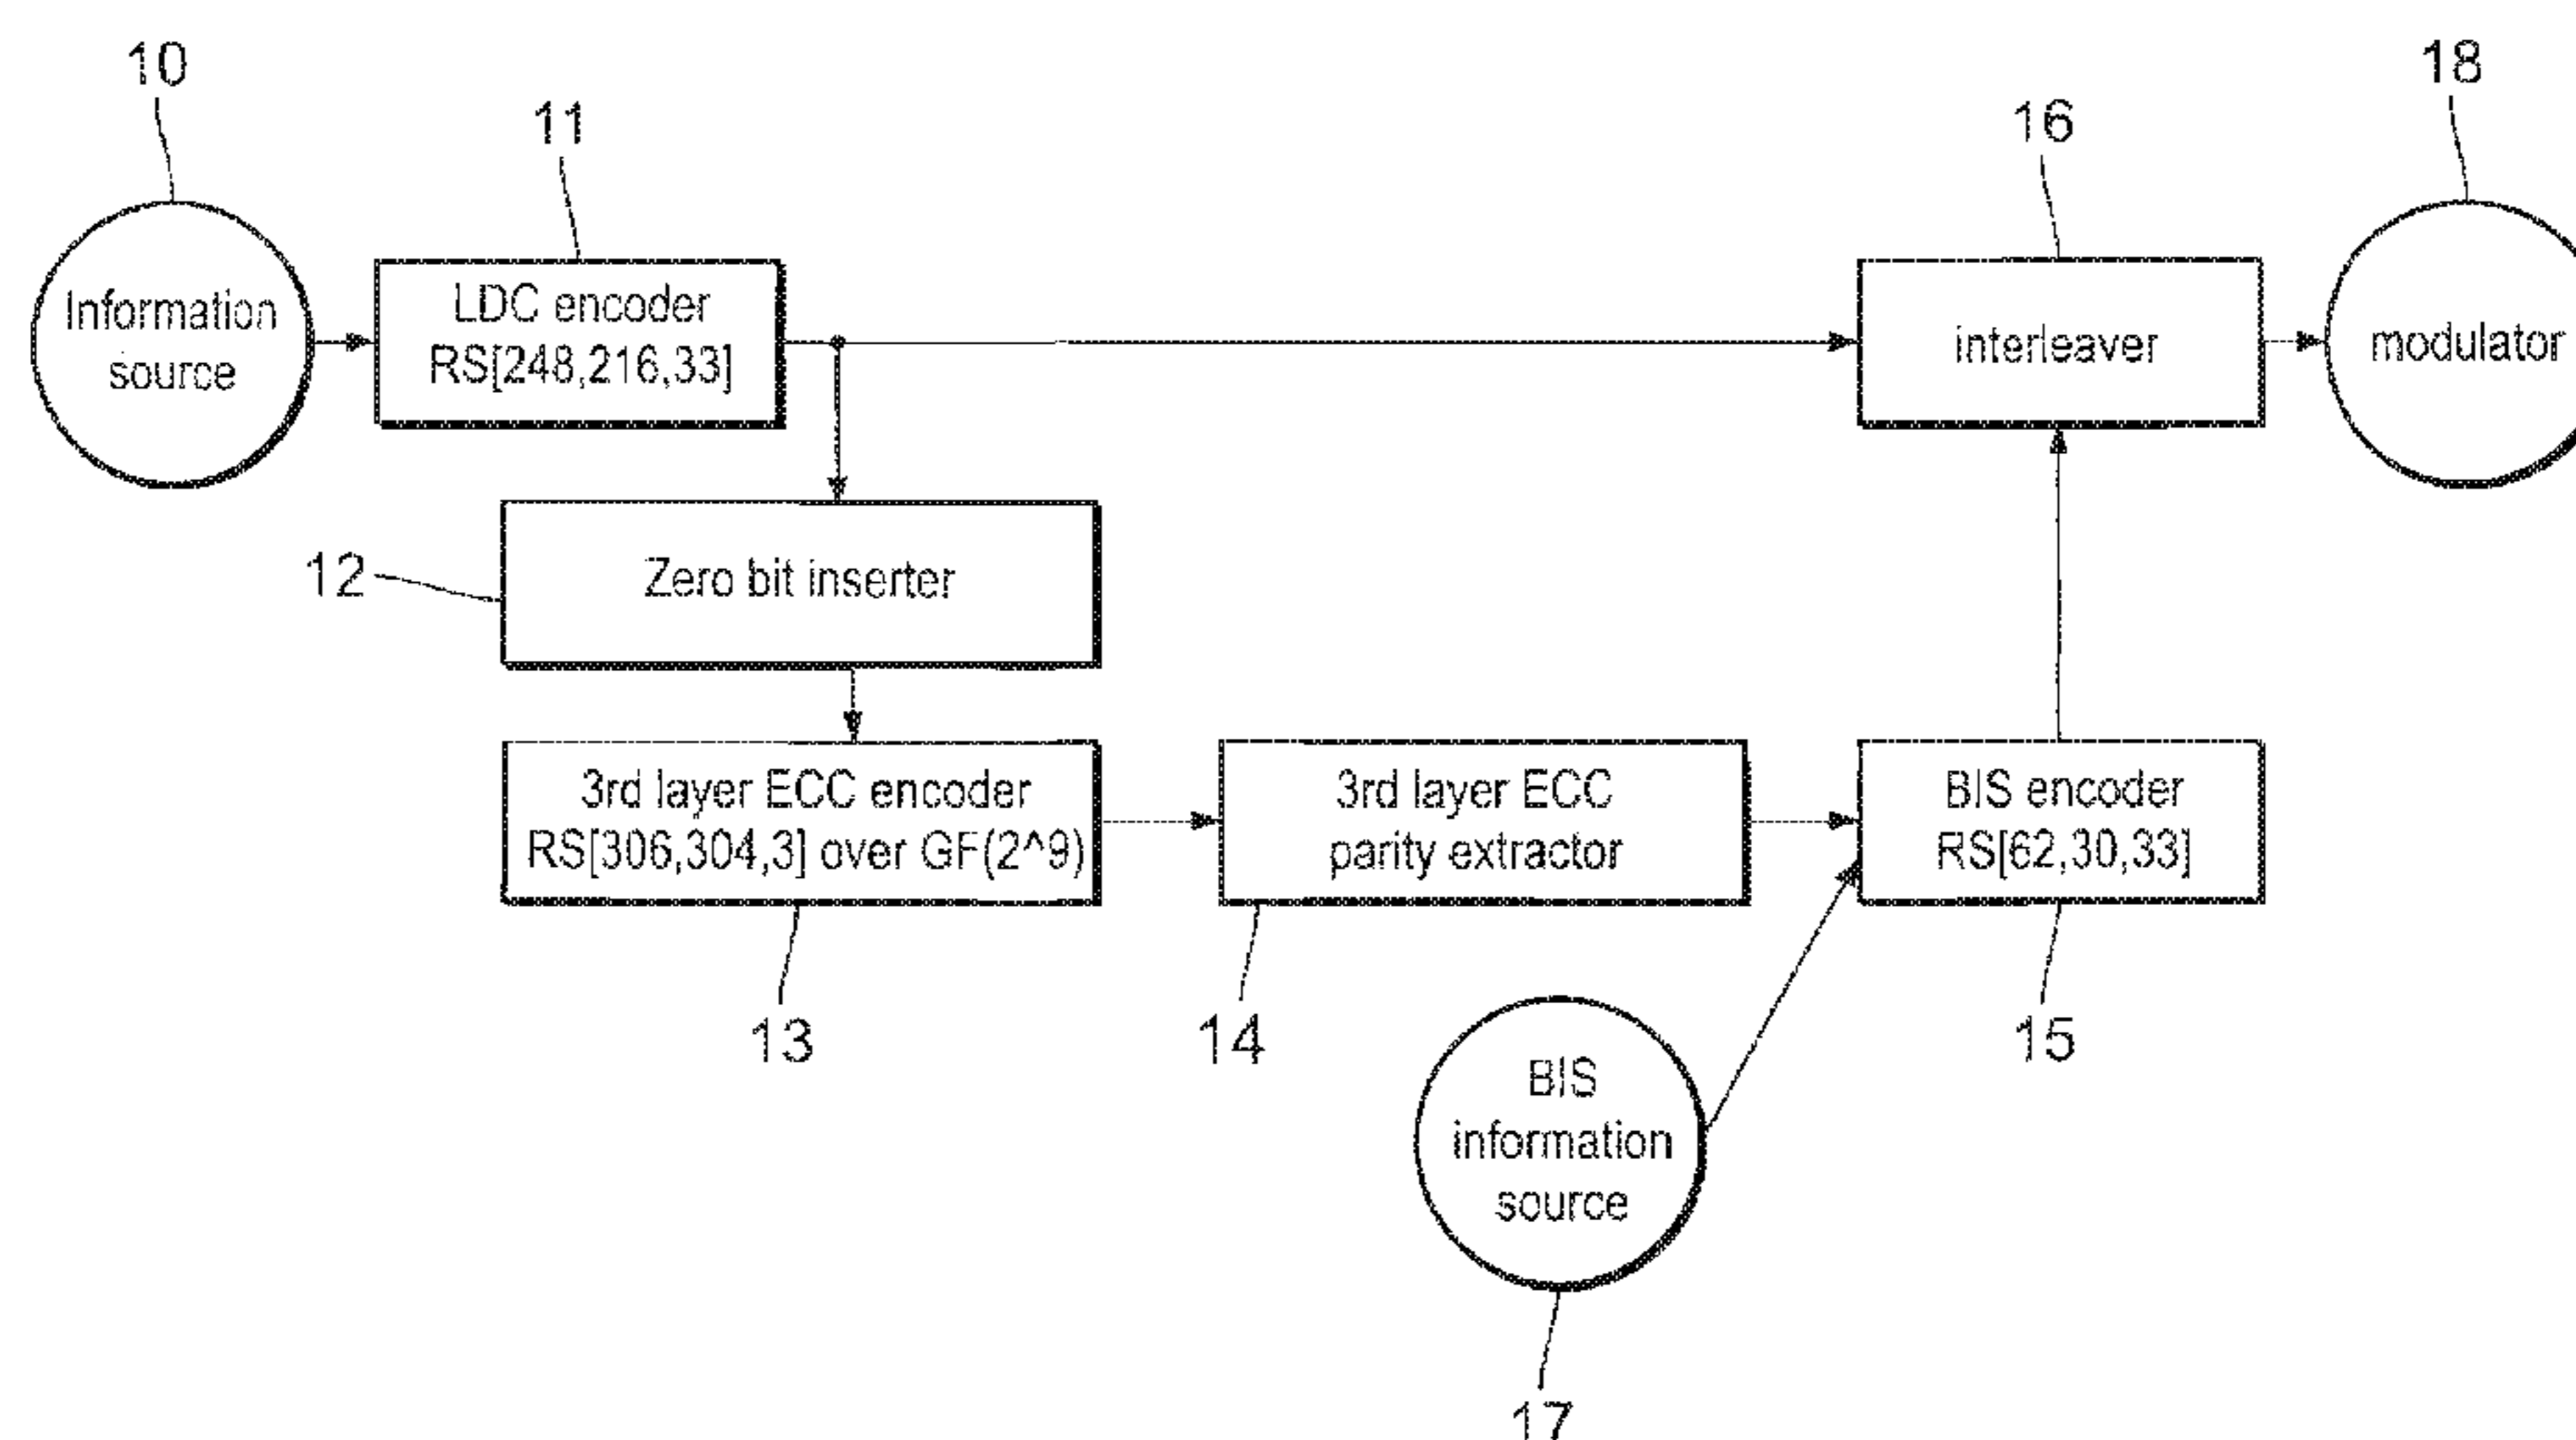 10
18
11
16
Information
source
LDC encoder
RS[248,216,33]
interleaver
modulator
12
Zero bit inserter
3rd layer ECC encoder
RS[306,304,3] over GF(2^9)
3rd layer ECC
parity extractor
BIS encoder
RS[62,30,33]
13
14
15
BIS
information
source
17